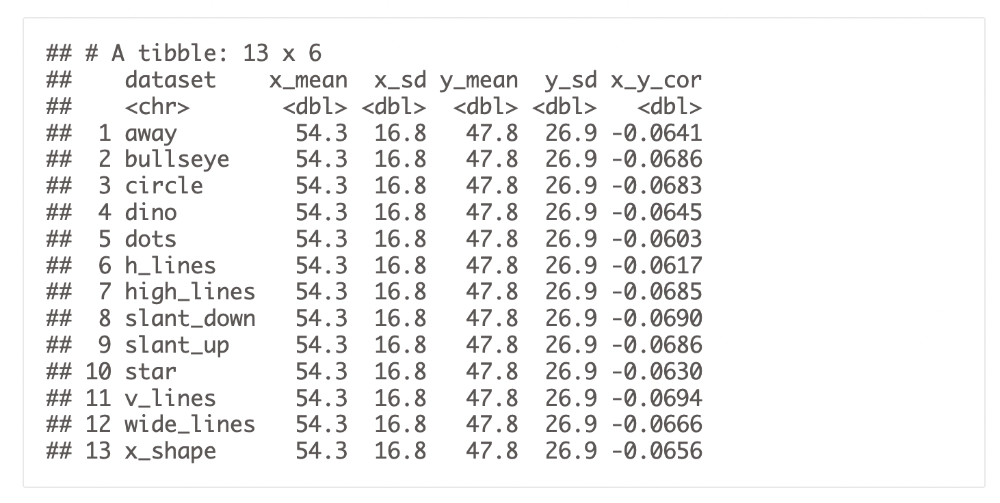 ## # A tibble: 13 x 6
##    dataset    x_mean  x_sd y_mean  y_sd x_y_cor
##    <chr>       <dbl> <dbl>  <dbl> <dbl>   <dbl>
##  1 away         54.3  16.8   47.8  26.9 -0.0641
##  2 bullseye     54.3  16.8   47.8  26.9 -0.0686
##  3 circle       54.3  16.8   47.8  26.9 -0.0683
##  4 dino         54.3  16.8   47.8  26.9 -0.0645
##  5 dots         54.3  16.8   47.8  26.9 -0.0603
##  6 h_lines      54.3  16.8   47.8  26.9 -0.0617
##  7 high_lines   54.3  16.8   47.8  26.9 -0.0685
##  8 slant_down   54.3  16.8   47.8  26.9 -0.0690
##  9 slant_up     54.3  16.8   47.8  26.9 -0.0686
## 10 star         54.3  16.8   47.8  26.9 -0.0630
## 11 v_lines      54.3  16.8   47.8  26.9 -0.0694
## 12 wide_lines   54.3  16.8   47.8  26.9 -0.0666
## 13 x_shape      54.3  16.8   47.8  26.9 -0.0656